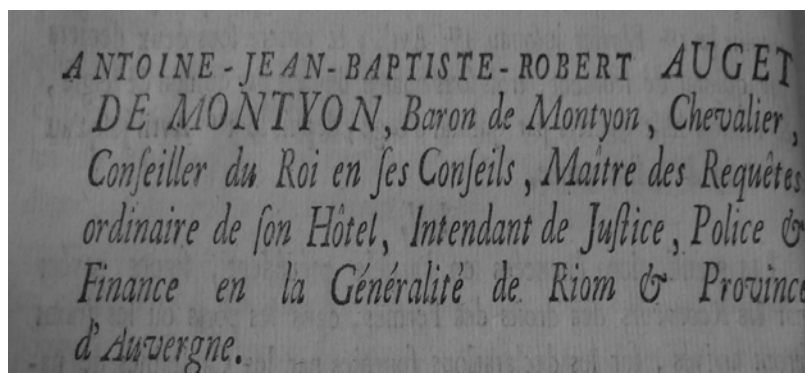 ANTOINE-JEAN-BAPTISTE-ROBERT AUGET
DE MONTYON, Baron de Montyon, Chevalier,
Conſeiller du Roi en ſes Conſeils, Maître des Requêtes
ordinaire de ſon Hôtel, Intendant de Juſtice, Police &
Finance en la Généralité de Riom & Province
d'Auvergne.